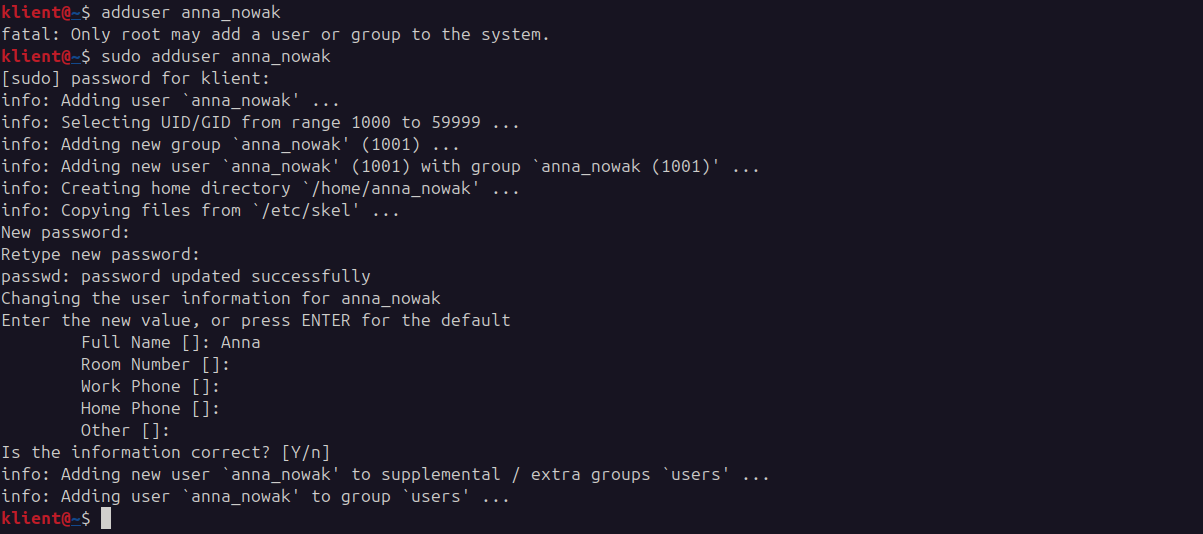 klient@~$ adduser anna_nowak
fatal: Only root may add a user or group to the system.
klient@~$ sudo adduser anna_nowak
[sudo] password for klient:
info: Adding user `anna_nowak' ...
info: Selecting UID/GID from range 1000 to 59999 ...
info: Adding new group `anna_nowak' (1001) ...
info: Adding new user `anna_nowak' (1001) with group `anna_nowak (1001)' ...
info: Creating home directory `/home/anna_nowak' ...
info: Copying files from `/etc/skel' ...
New password:
Retype new password:
passwd: password updated successfully
Changing the user information for anna_nowak
Enter the new value, or press ENTER for the default
        Full Name []: Anna
        Room Number []:
        Work Phone []:
        Home Phone []:
        Other []:
Is the information correct? [Y/n]
info: Adding new user `anna_nowak' to supplemental / extra groups `users' ...
info: Adding user `anna_nowak' to group `users' ...
klient@~$